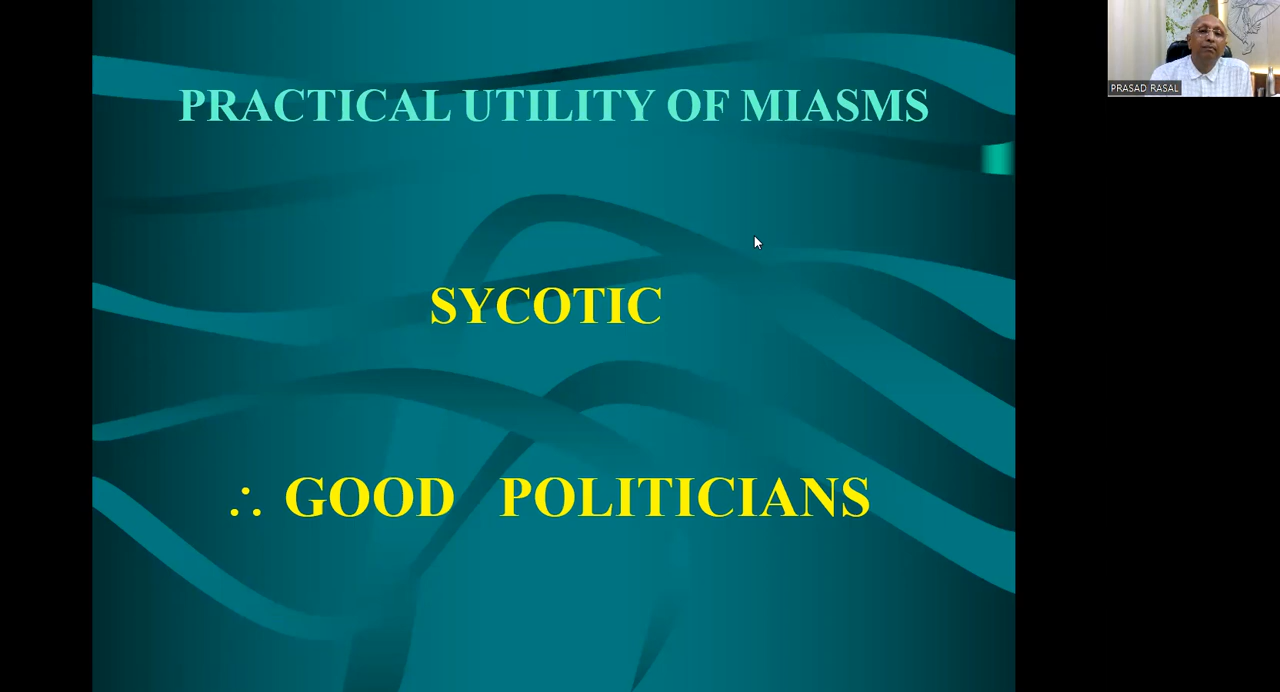 PRACTICAL UTILITY OF MIASMS
SYCOTIC
∴ GOOD POLITICIANS
PRASAD RASAL